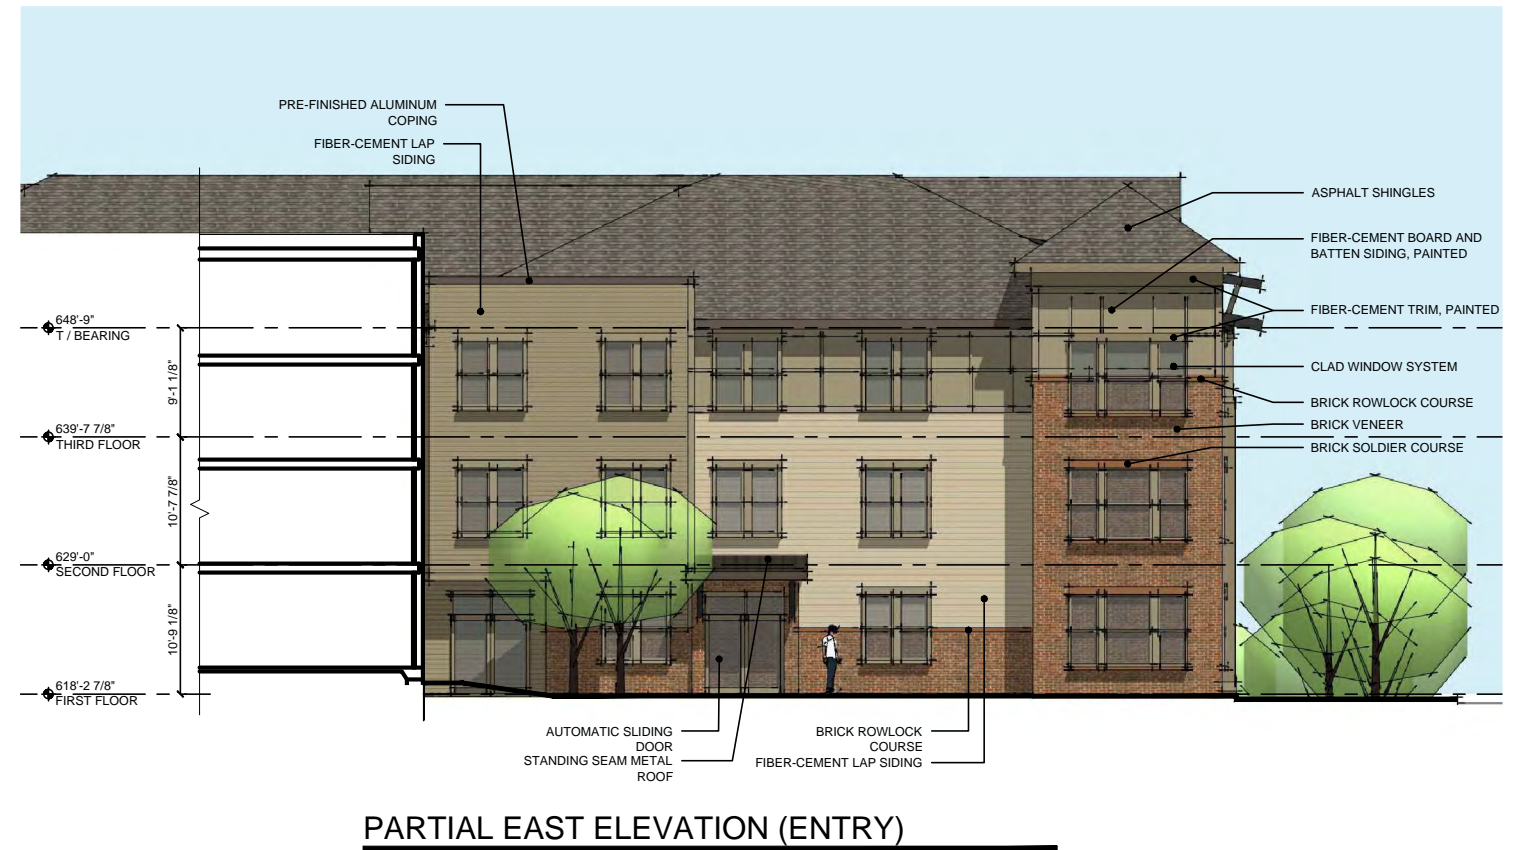 PRE-FINISHED ALUMINUM
COPING
FIBER-CEMENT LAP
SIDING
ASPHALT SHINGLES
FIBER-CEMENT BOARD AND
BATTEN SIDING, PAINTED
FIBER-CEMENT TRIM, PAINTED
CLAD WINDOW SYSTEM
BRICK ROWLOCK COURSE
BRICK VENEER
BRICK SOLDIER COURSE
648'-9"
T / BEARING
9'-1 1/8"
639'-7 7/8"
THIRD FLOOR
10'-7 7/8"
629'-0"
SECOND FLOOR
10'-9 1/8"
618'-2 7/8"
FIRST FLOOR
AUTOMATIC SLIDING
DOOR
STANDING SEAM METAL
ROOF
BRICK ROWLOCK
COURSE
FIBER-CEMENT LAP SIDING
PARTIAL EAST ELEVATION (ENTRY)